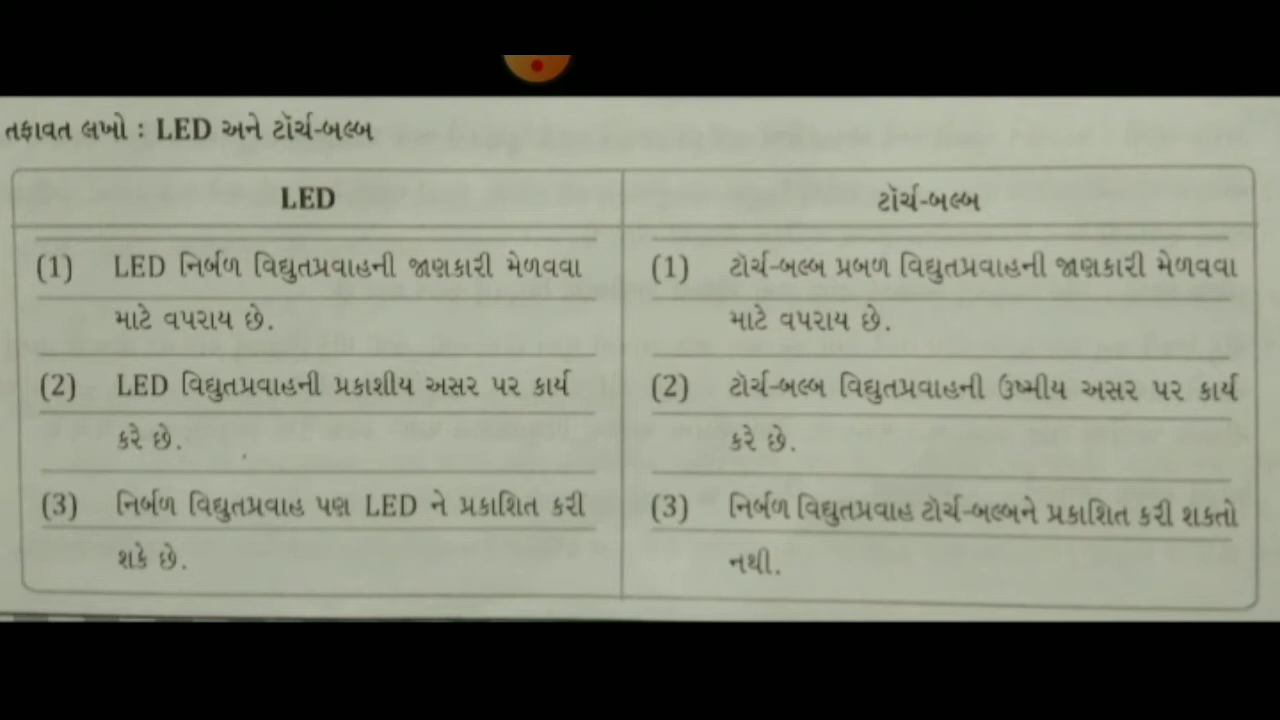 તફાવત લખો : LED અને ટૉર્ચ-બલ્બ
LED
ટૉર્ચ-બલ્બ
(1) LED નિર્બળ વિદ્યુતપ્રવાહની જાણકારી મેળવવા
માટે વપરાય છે.
(2) LED વિદ્યુતપ્રવાહની પ્રકાશીય અસર પર કાર્ય
કરે છે.
(3) નિર્બળ વિદ્યુતપ્રવાહ પણ LED ને પ્રકાશિત કરી
શકે છે.
(1) ટૉર્ચ-બલ્બ પ્રબળ વિદ્યુતપ્રવાહની જાણકારી મેળવવા
માટે વપરાય છે.
(2) ટૉર્ચ-બલ્બ વિદ્યુતપ્રવાહની ઉષ્મીય અસર પર કાર્ય
કરે છે.
(3) નિર્બળ વિદ્યુતપ્રવાહ ટૉર્ચ-બલ્બને પ્રકાશિત કરી શકતો
નથી.